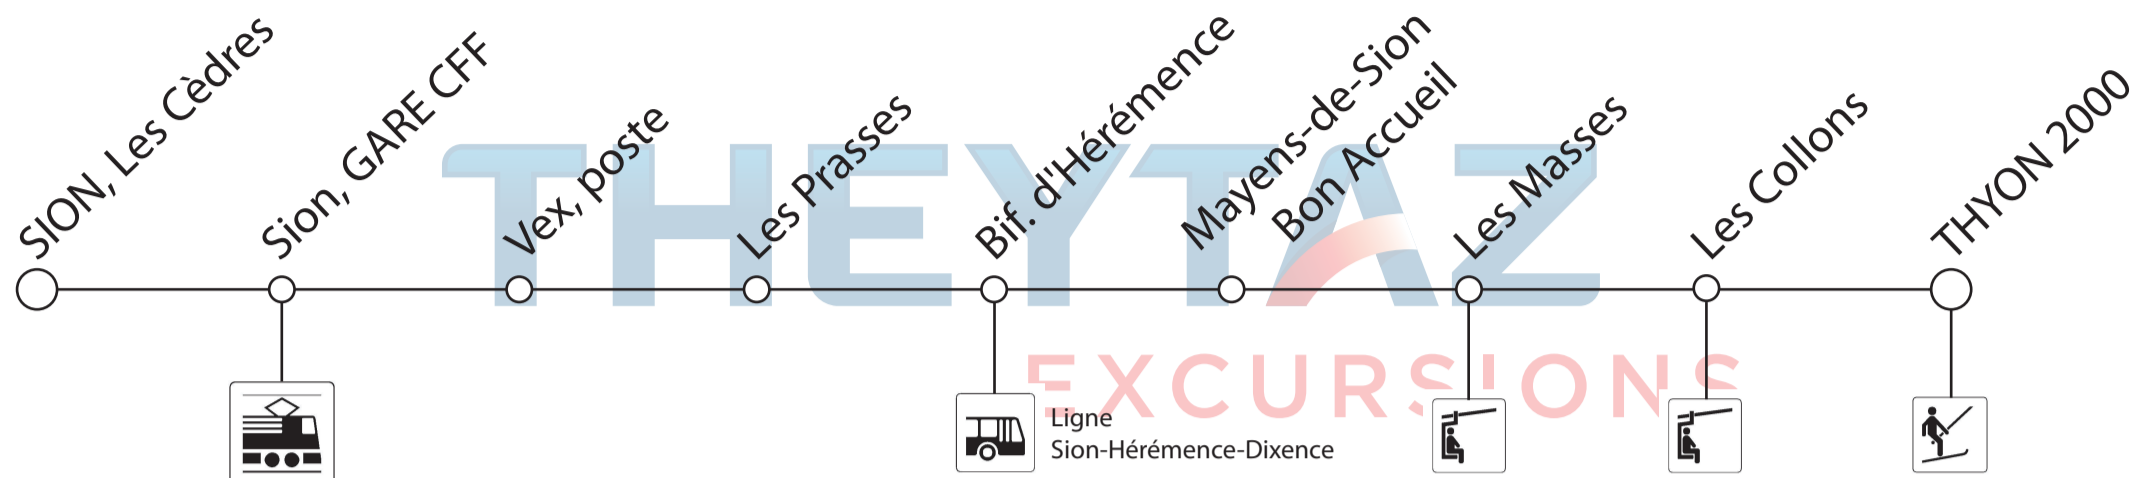 SION, Les Cèdres
Sion, GARE CFF
Vex, poste
Les Prasses
Bif. d'Hérémence
Mayens-de-Sion
Bon Accueil
Les Masses
Les Collons
THYON 2000
THEYTAZ
EXCURSIONS
Ligne
Sion-Hérémence-Dixence